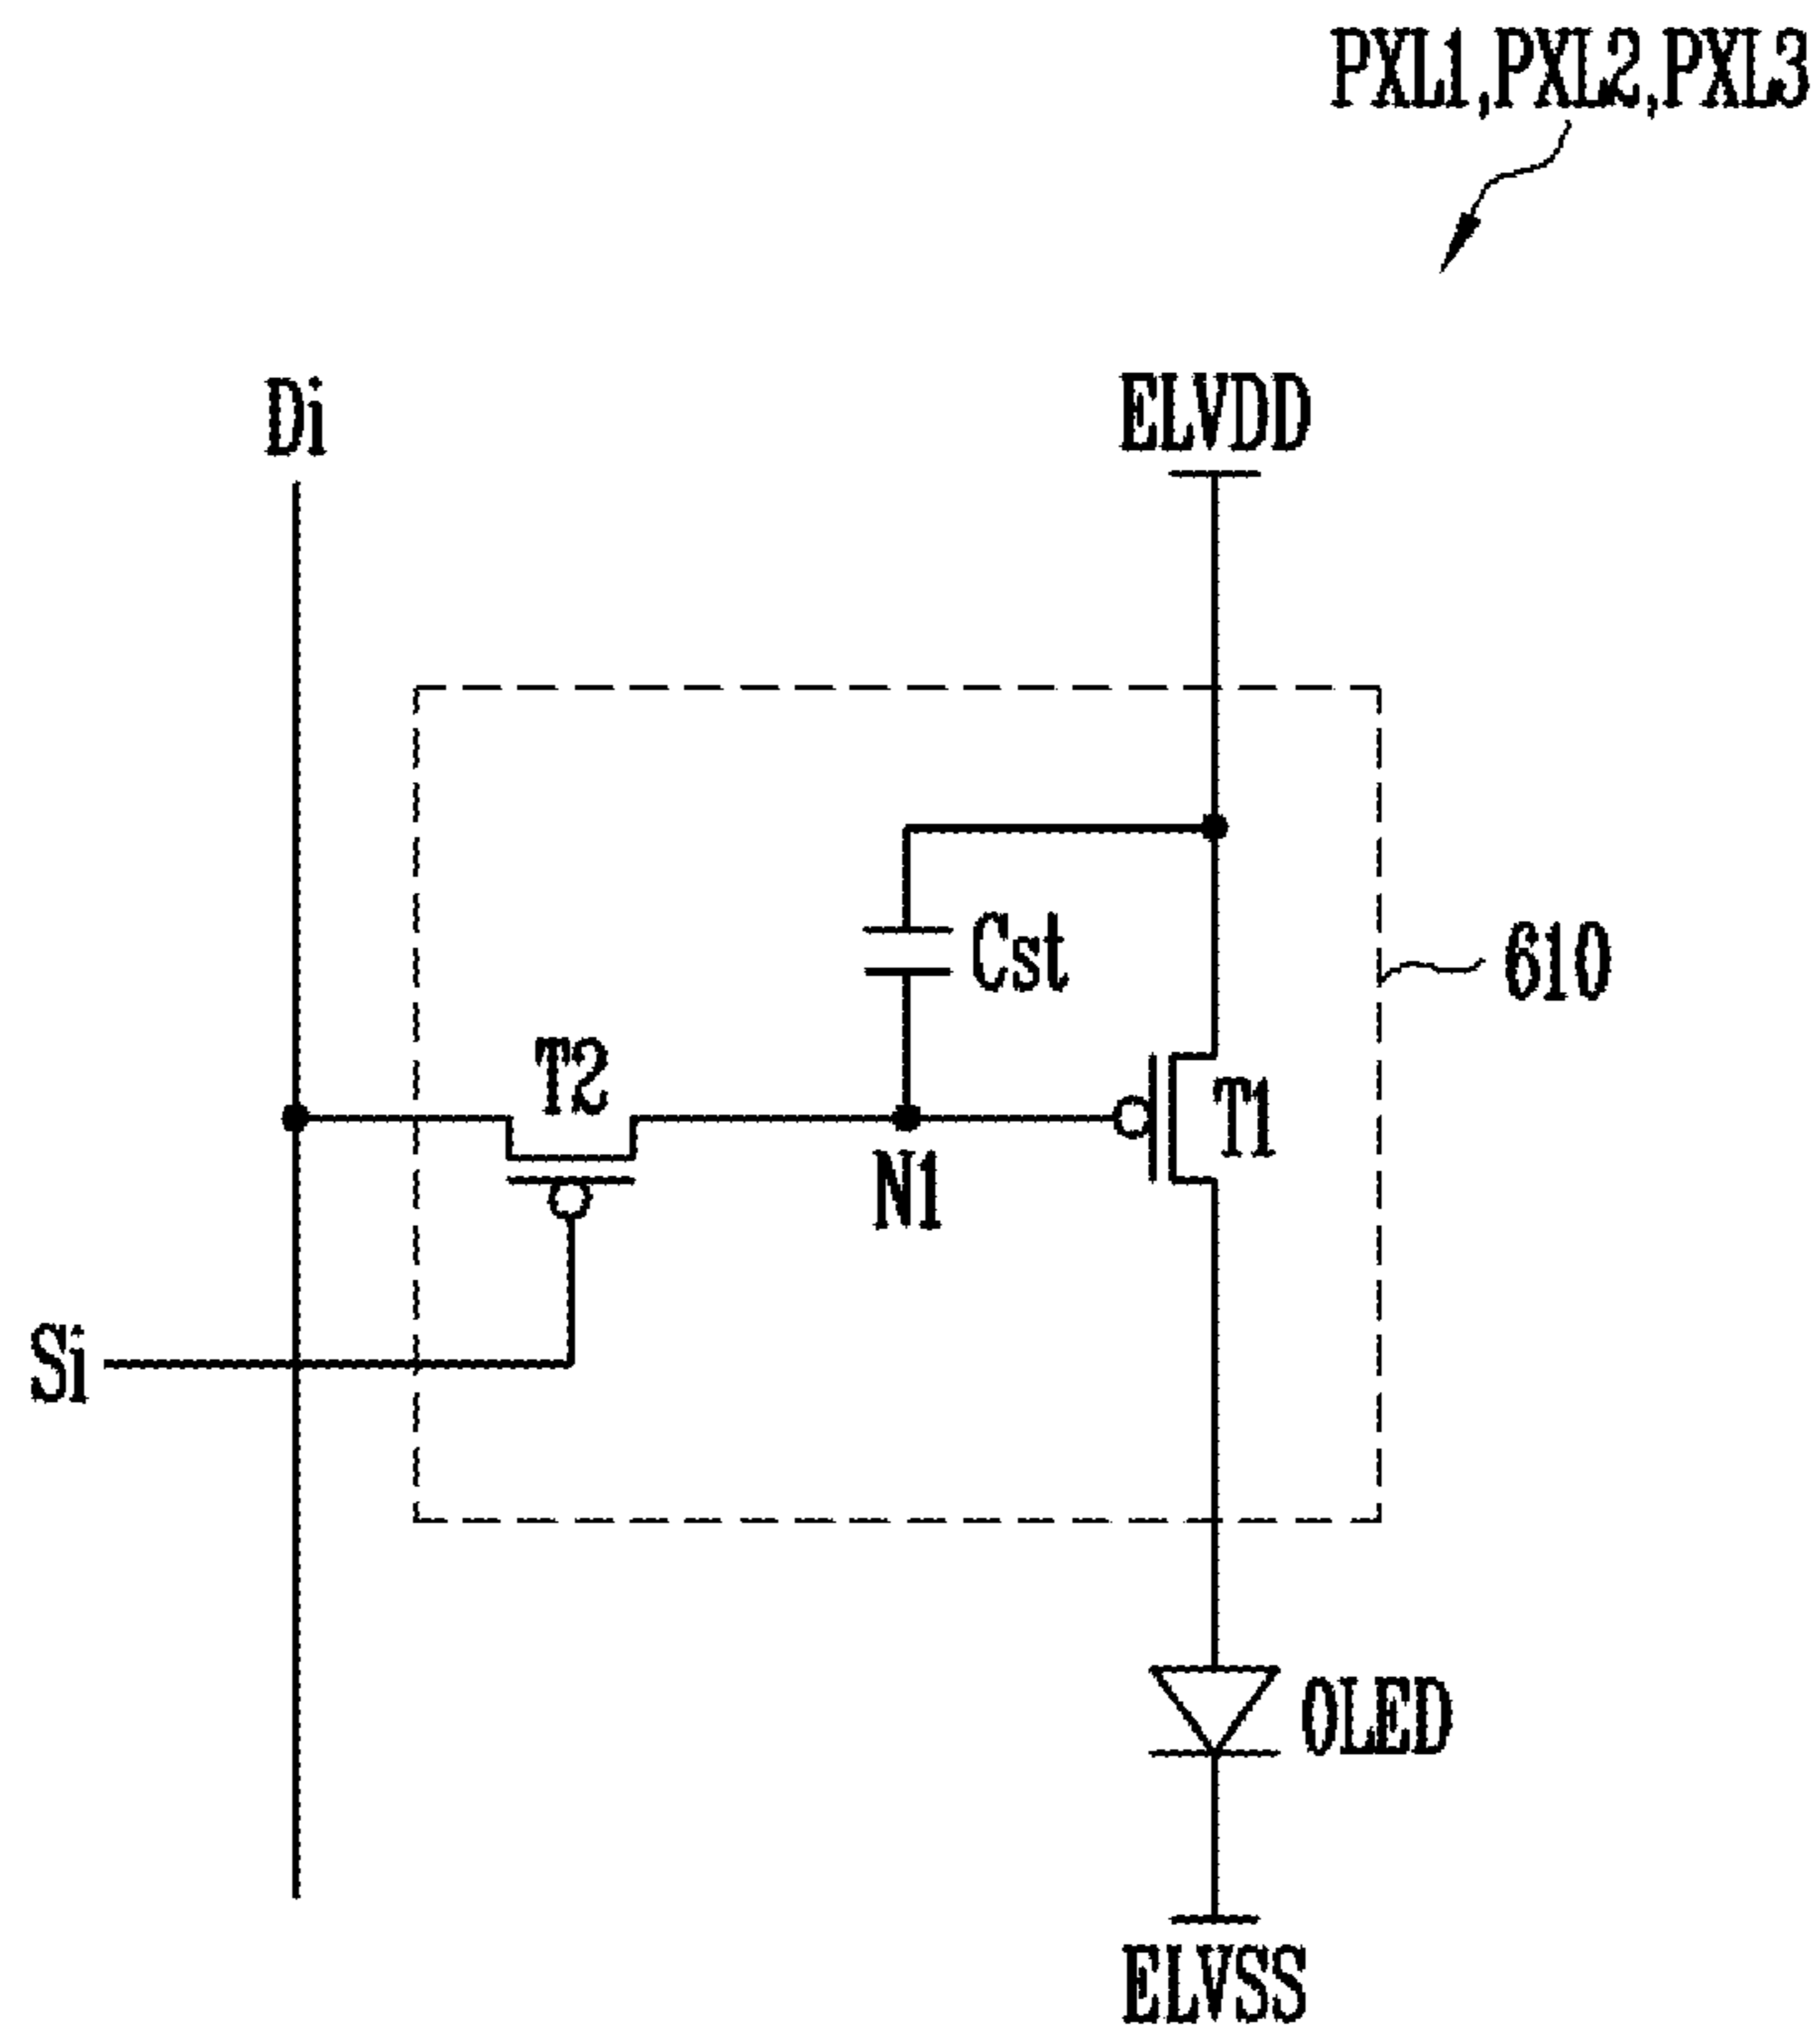 PXL1,PXL2,PXL3
Di
ELVDD
Cst
610
T2
T1
N1
Si
OLED
ELVSS